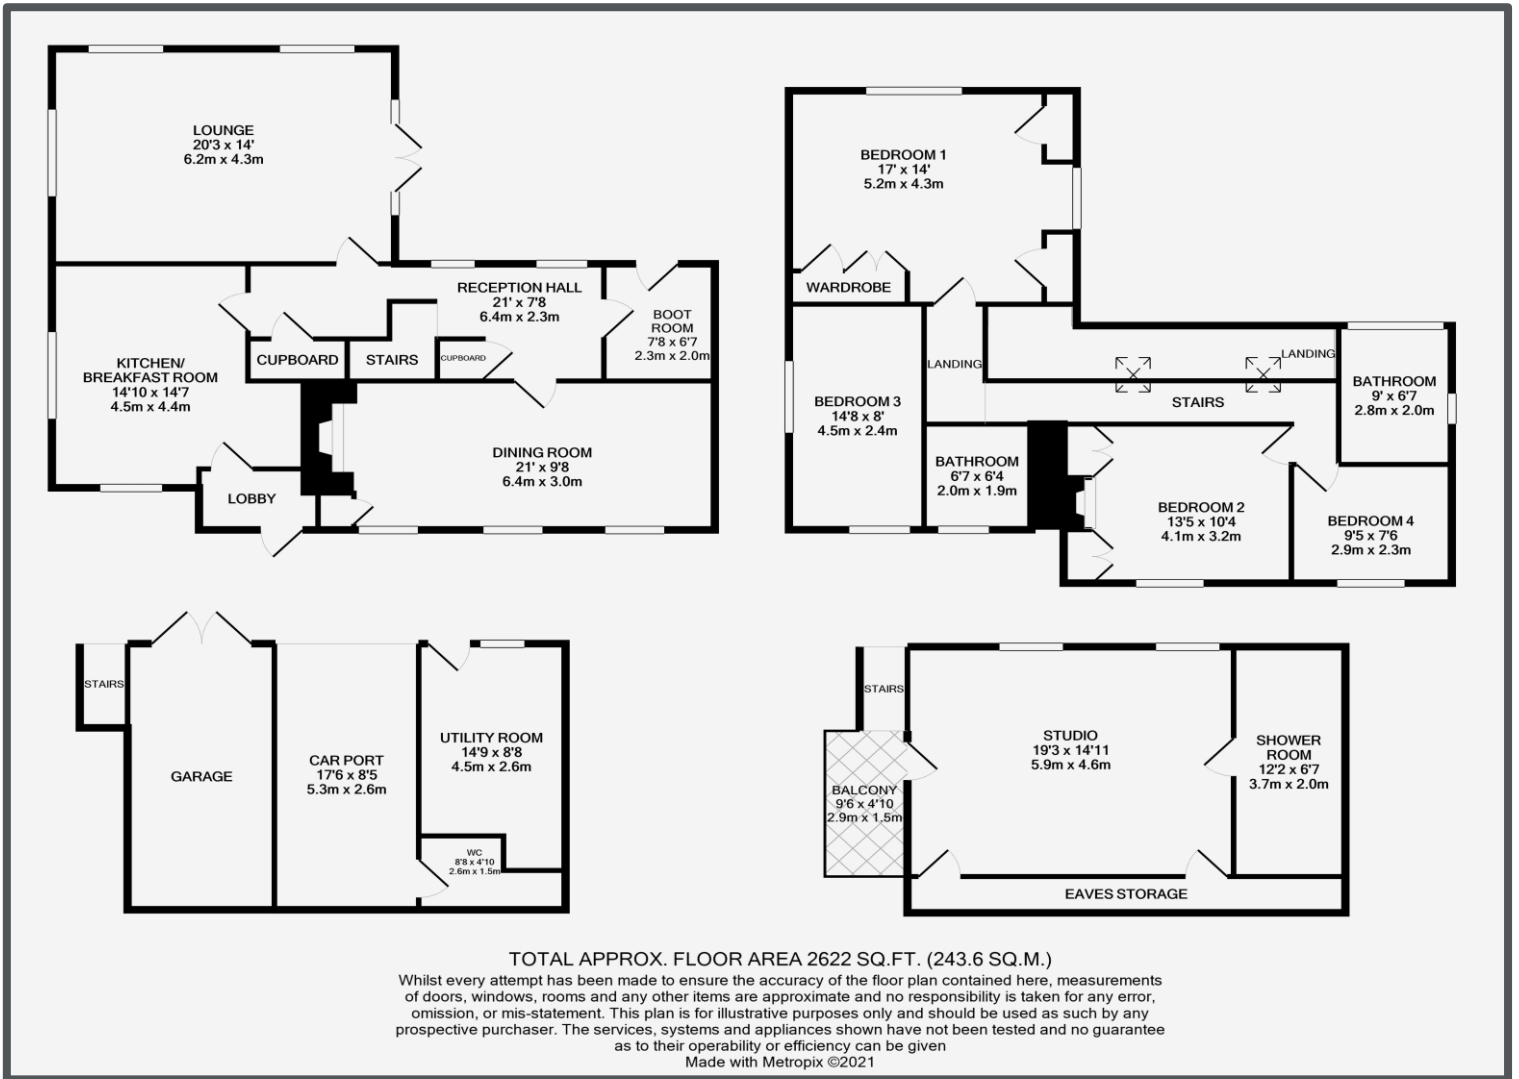 LOUNGE
20'3 x 14'
6.2m x 4.3m
RECEPTION HALL
21' x 7'8
6.4m x 2.3m
BOOT
ROOM
7'8 x 6'7
2.3m x 2.0m
CUPBOARD
STAIRS
CUPBOARD
KITCHEN/
BREAKFAST ROOM
14'10 x 14'7
4.5m x 4.4m
DINING ROOM
21' x 9'8
6.4m x 3.0m
LOBBY
BEDROOM 1
17' x 14'
5.2m x 4.3m
WARDROBE
LANDING
LANDING
STAIRS
BATHROOM
9' x 6'7
2.8m x 2.0m
BEDROOM 3
14'8 x 8'
4.5m x 2.4m
BATHROOM
6'7 x 6'4
2.0m x 1.9m
BEDROOM 2
13'5 x 10'4
4.1m x 3.2m
BEDROOM 4
9'5 x 7'6
2.9m x 2.3m
STAIRS
GARAGE
CAR PORT
17'6 x 8'5
5.3m x 2.6m
UTILITY ROOM
14'9 x 8'8
4.5m x 2.6m
WC
8'8 x 4'10
2.6m x 1.5m
STAIRS
BALCONY
9'6 x 4'10
2.9m x 1.5m
STUDIO
19'3 x 14'11
5.9m x 4.6m
SHOWER
ROOM
12'2 x 6'7
3.7m x 2.0m
EAVES STORAGE
TOTAL APPROX. FLOOR AREA 2622 SQ.FT. (243.6 SQ.M.)
Whilst every attempt has been made to ensure the accuracy of the floor plan contained here, measurements
of doors, windows, rooms and any other items are approximate and no responsibility is taken for any error,
omission, or mis-statement. This plan is for illustrative purposes only and should be used as such by any
prospective purchaser. The services, systems and appliances shown have not been tested and no guarantee
as to their operability or efficiency can be given
Made with Metropix ©2021